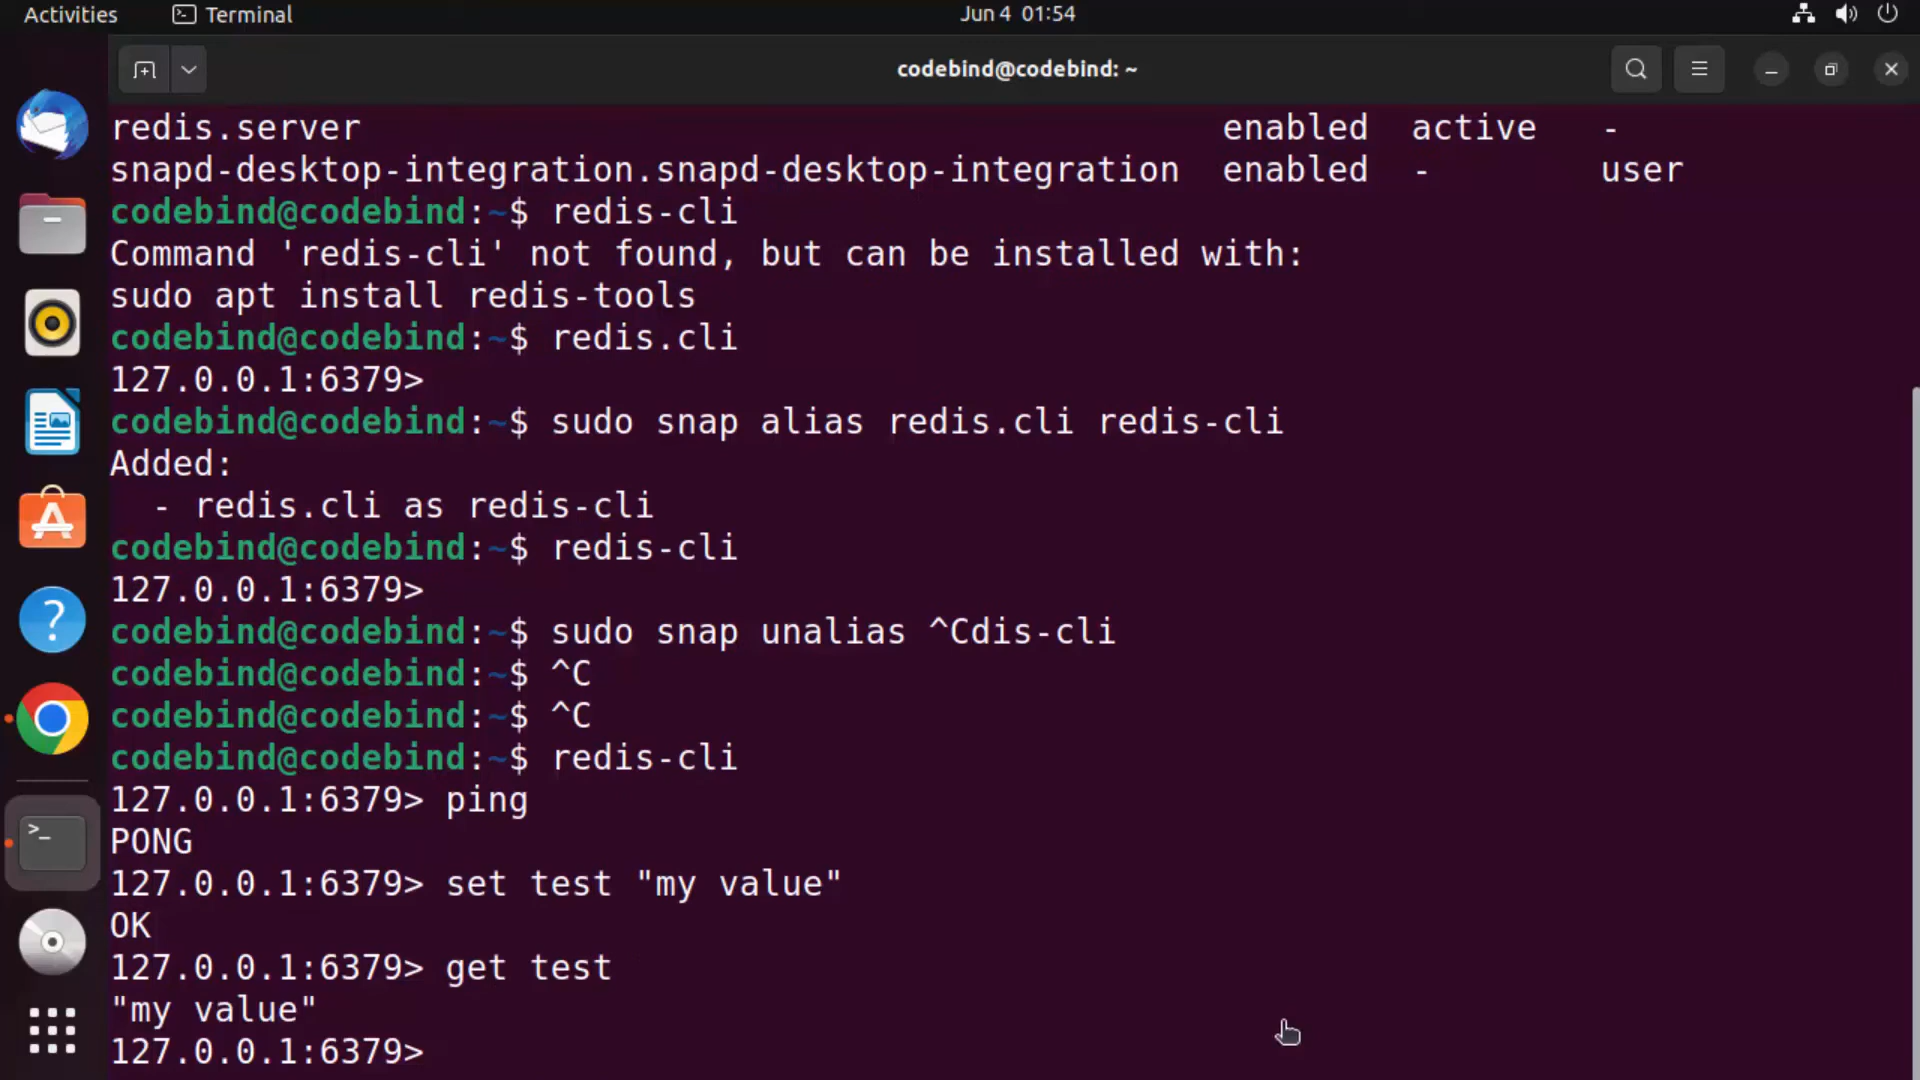 Activities Terminal Jun 4 01:54
codebind@codebind: ~
redis.server enabled active -
snapd-desktop-integration.snapd-desktop-integration enabled - user
codebind@codebind:~$ redis-cli
Command 'redis-cli' not found, but can be installed with:
sudo apt install redis-tools
codebind@codebind:~$ redis.cli
127.0.0.1:6379>
codebind@codebind:~$ sudo snap alias redis.cli redis-cli
Added:
  - redis.cli as redis-cli
codebind@codebind:~$ redis-cli
127.0.0.1:6379>
codebind@codebind:~$ sudo snap unalias ^Cdis-cli
codebind@codebind:~$ ^C
codebind@codebind:~$ ^C
codebind@codebind:~$ redis-cli
127.0.0.1:6379> ping
PONG
127.0.0.1:6379> set test "my value"
OK
127.0.0.1:6379> get test
"my value"
127.0.0.1:6379>